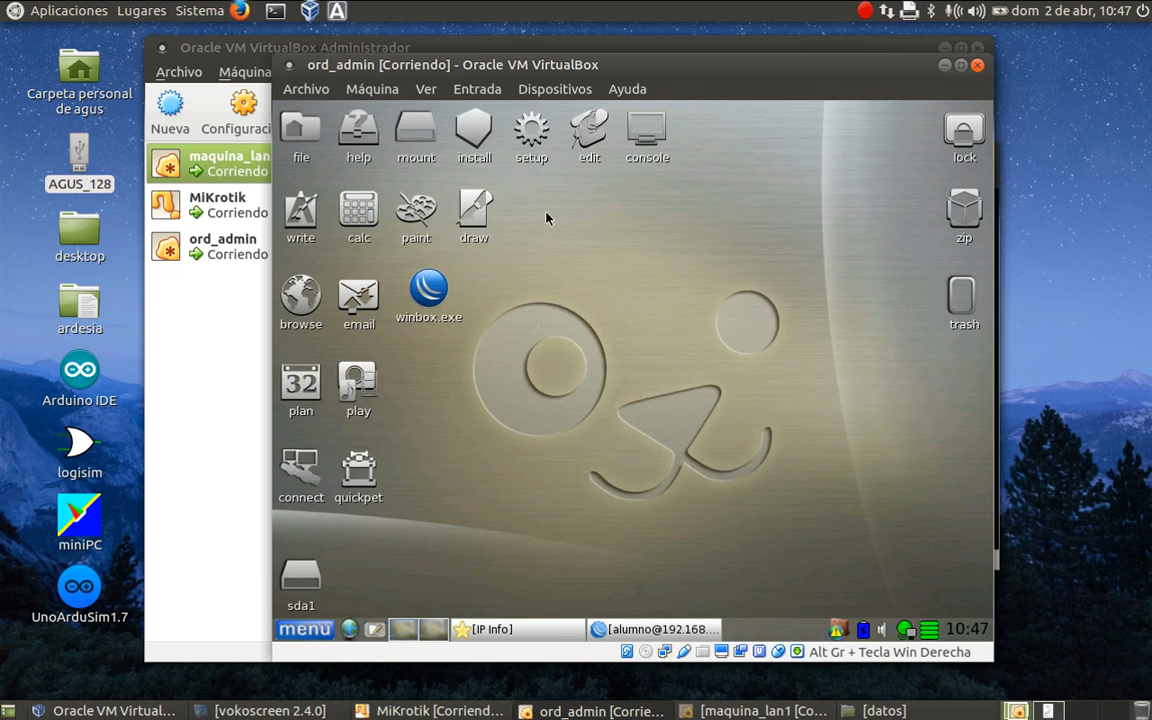 Aplicaciones Lugares Sistema
dom 2 de abr, 10:47
Carpeta personal
de agus
AGUS_128
desktop
ardesia
Arduino IDE
logisim
miniPC
UnoArduSim1.7
Oracle VM VirtualBox Administrador
Archivo Máquina
Nueva Configuraci
maquina_lan
Corriendo
MiKrotik
Corriendo
ord_admin
Corriendo
ord_admin [Corriendo] - Oracle VM VirtualBox
Archivo Máquina Ver Entrada Dispositivos Ayuda
file help mount install setup edit console lock
write calc paint draw zip
browse email winbox.exe trash
plan play
connect quickpet
sda1
menu [IP Info] [alumno@192.168.... 10:47
Alt Gr + Tecla Win Derecha
Oracle VM Virtual... [vokoscreen 2.4.0] MiKrotik [Corriend... ord_admin [Corrie... [maquina_lan1 [Co... [datos]